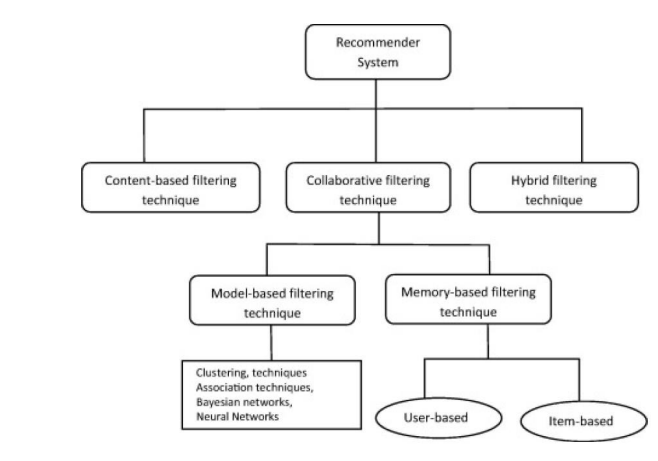 Recommender
System
Content-based filtering
technique
Collaborative filtering
technique
Hybrid filtering
technique
Model-based filtering
technique
Memory-based filtering
technique
Clustering, techniques
Association techniques,
Bayesian networks,
Neural Networks
User-based
Item-based